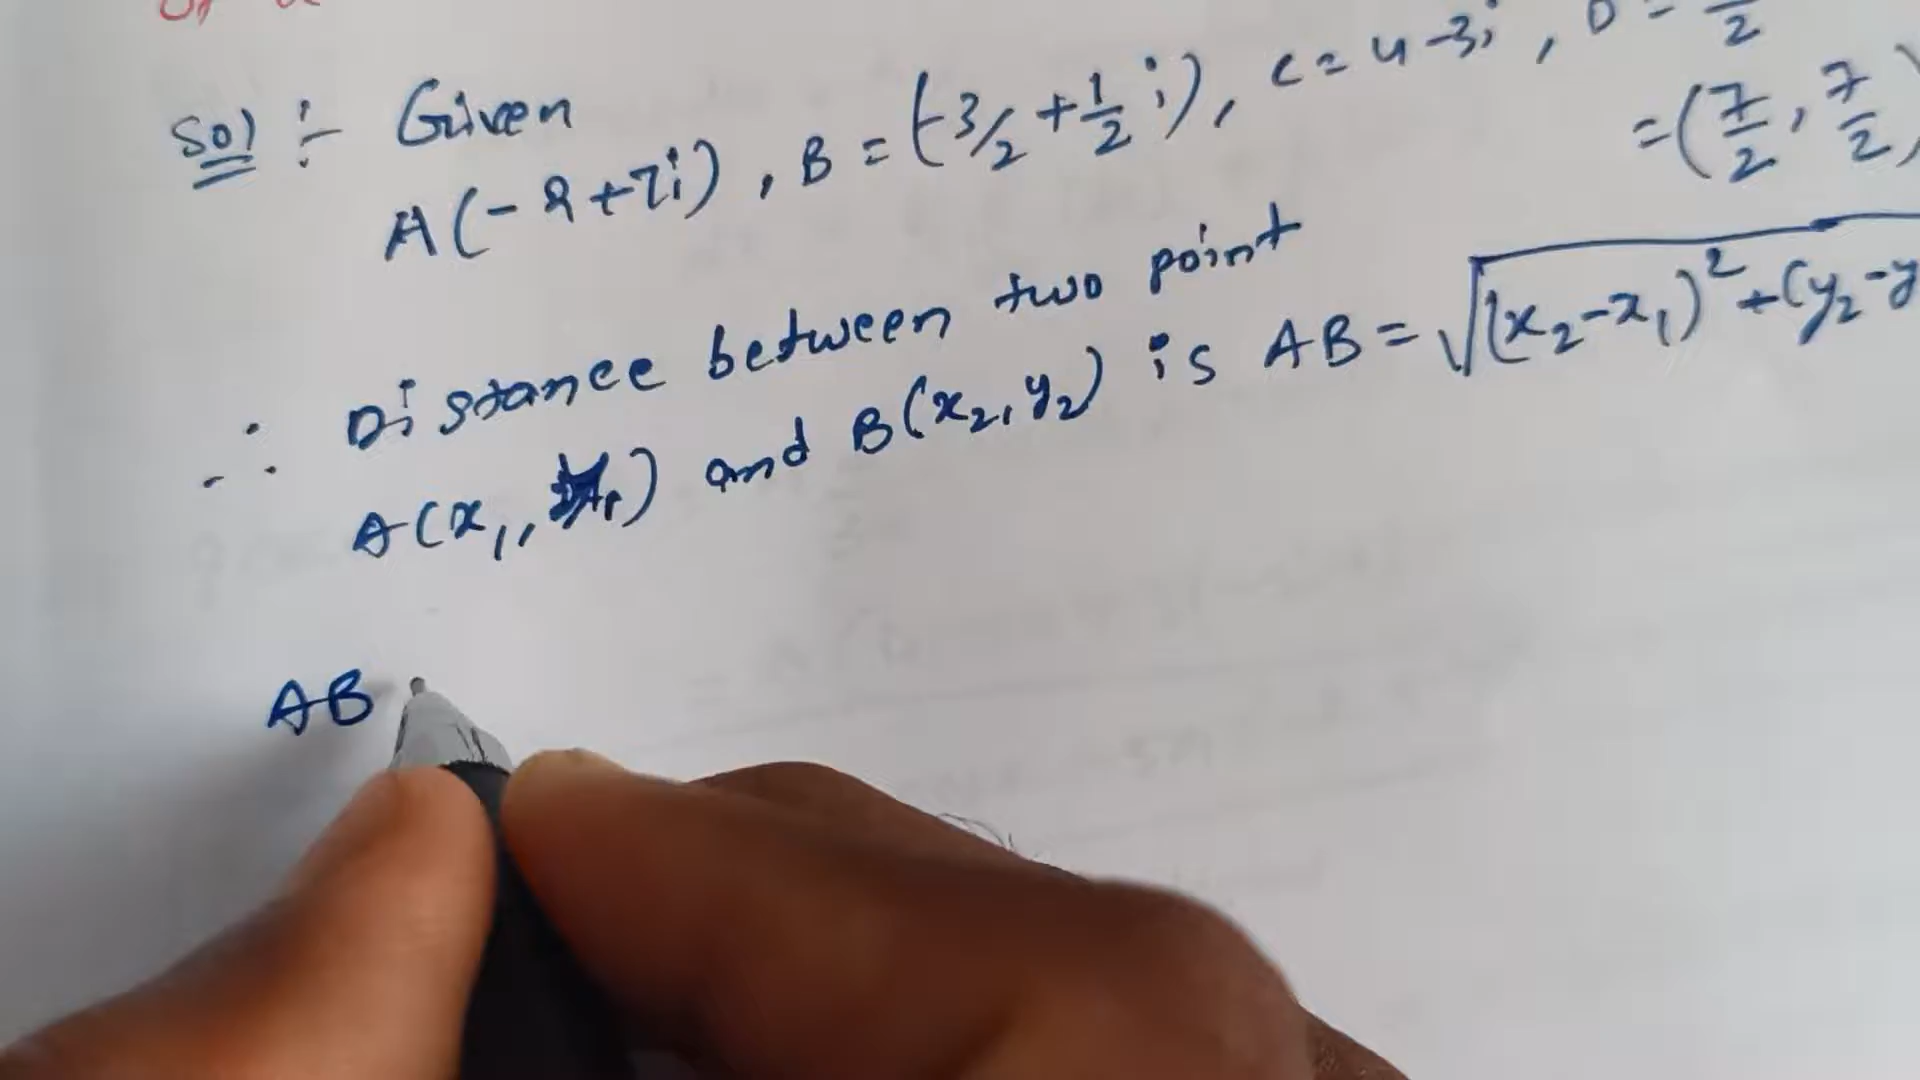 Sol :- Given
A(-2+7i), B = (-3/2 + 1/2 i), C = 4-3i, D =
= (7/2, 7/2)
∴ Distance between two point
A(x₁, ) and B(x₂, y₂) is AB = √(x₂-x₁)² + (y₂-y
AB